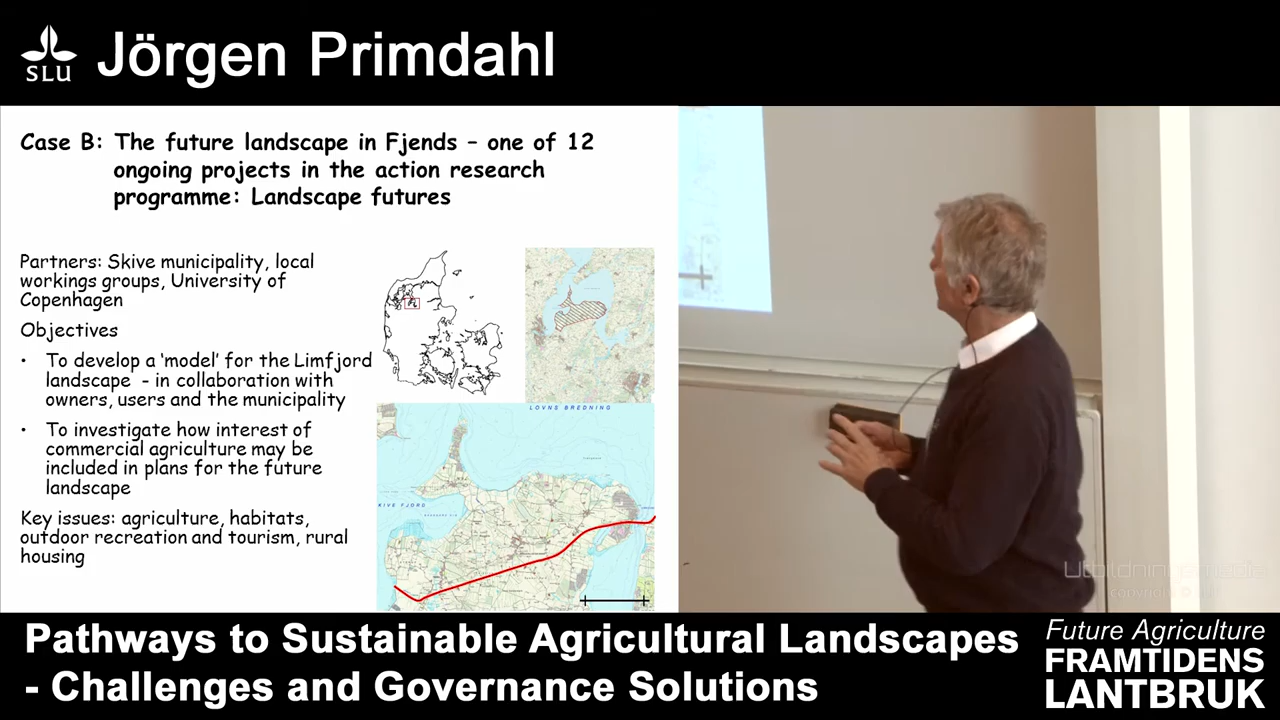 SLU
Jörgen Primdahl
Case B: The future landscape in Fjends – one of 12
ongoing projects in the action research
programme: Landscape futures
Partners: Skive municipality, local
workings groups, University of
Copenhagen
Objectives
• To develop a ‘model’ for the Limfjord
landscape - in collaboration with
owners, users and the municipality
• To investigate how interest of
commercial agriculture may be
included in plans for the future
landscape
Key issues: agriculture, habitats,
outdoor recreation and tourism, rural
housing
LOVNS BREDNING
KIVE FJORD
Pathways to Sustainable Agricultural Landscapes
- Challenges and Governance Solutions
Future Agriculture
FRAMTIDENS
LANTBRUK